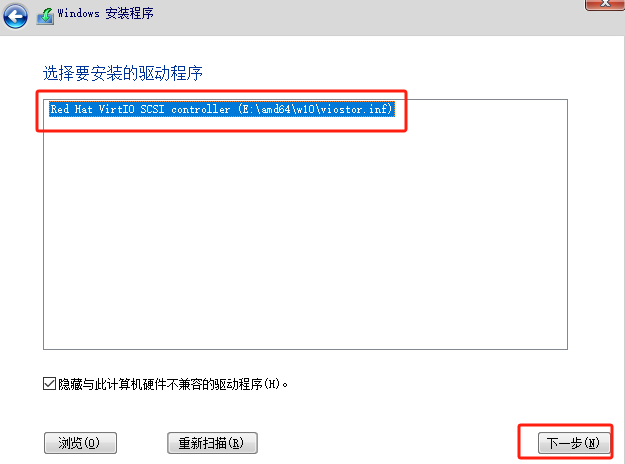 Windows 安装程序
选择要安装的驱动程序
Red Hat VirtIO SCSI controller (E:\amd64\w10\viostor.inf)
隐藏与此计算机硬件不兼容的驱动程序(H)。
浏览(O) 重新扫描(R) 下一步(N)